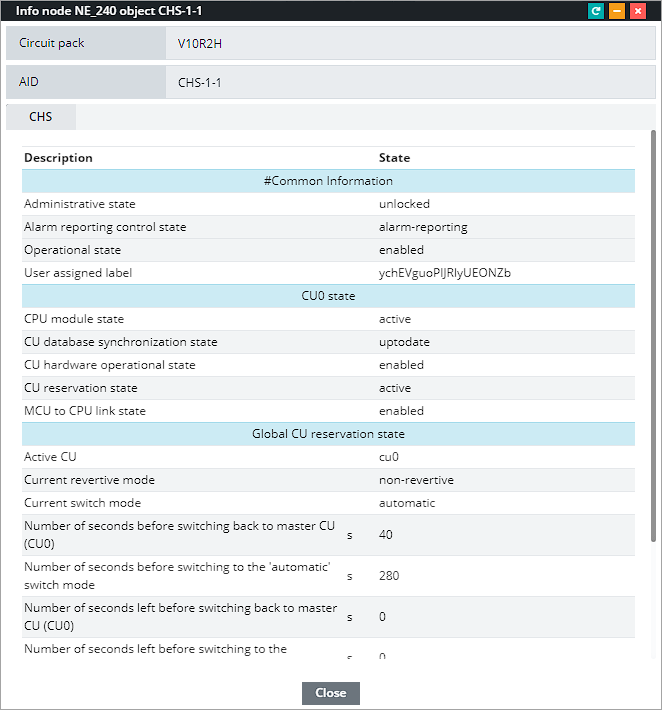 Info node NE_240 object CHS-1-1
Circuit pack V10R2H
AID CHS-1-1
CHS
Description State
#Common Information
Administrative state unlocked
Alarm reporting control state alarm-reporting
Operational state enabled
User assigned label ychEVguoPIJRIyUEONZb
CU0 state
CPU module state active
CU database synchronization state uptodate
CU hardware operational state enabled
CU reservation state active
MCU to CPU link state enabled
Global CU reservation state
Active CU cu0
Current revertive mode non-revertive
Current switch mode automatic
Number of seconds before switching back to master CU
(CU0) s 40
Number of seconds before switching to the 'automatic'
switch mode s 280
Number of seconds left before switching back to master
CU (CU0) s 0
Number of seconds left before switching to the
s 0
Close